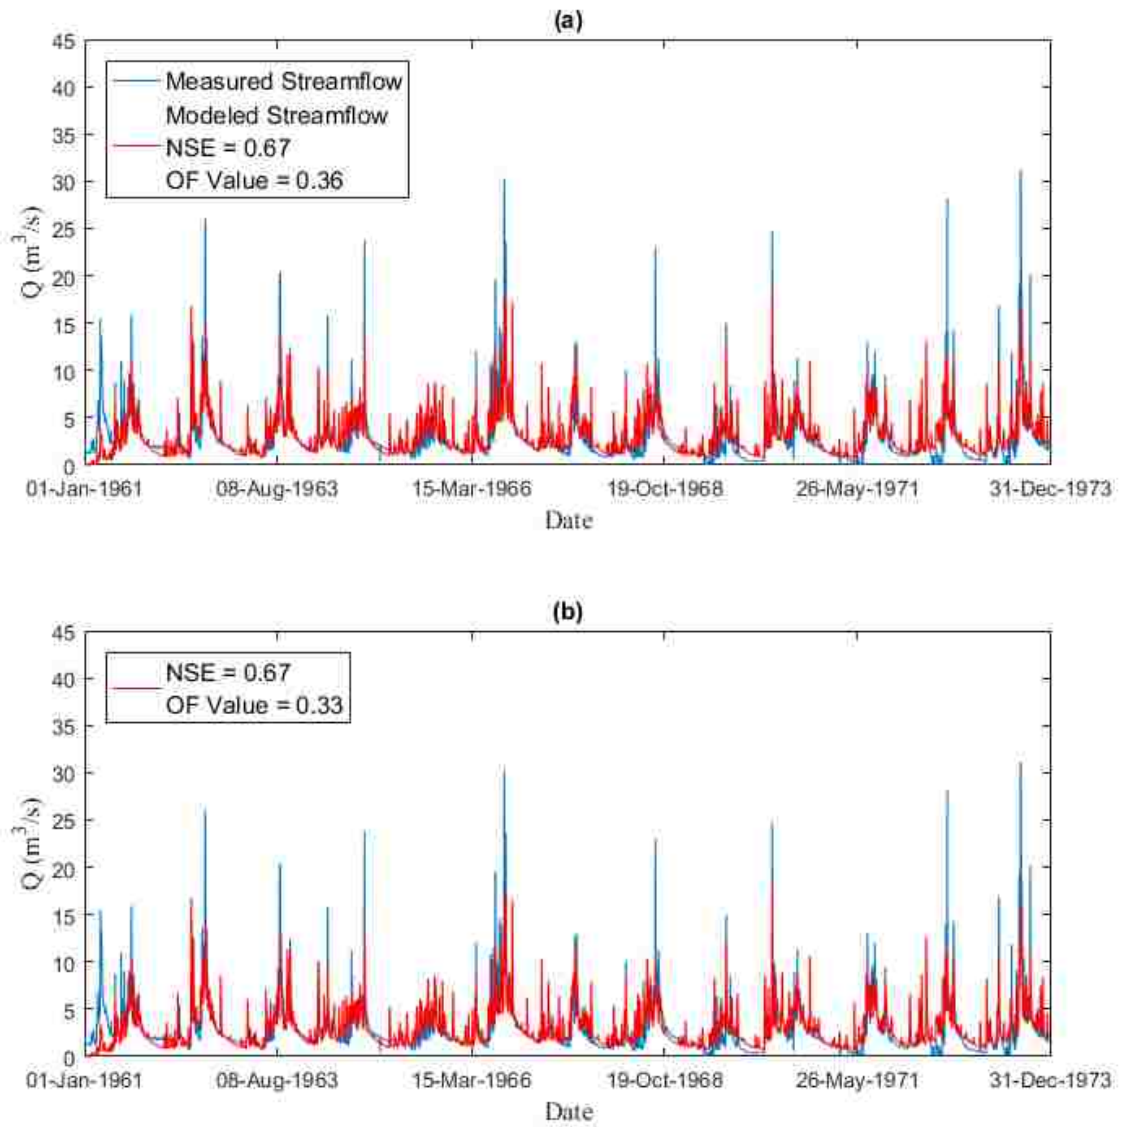 (a)
45
40
35
30
25
20
15
10
5
0
Q (m³/s)
Measured Streamflow
Modeled Streamflow
NSE = 0.67
OF Value = 0.36
01-Jan-1961 08-Aug-1963 15-Mar-1966 19-Oct-1968 26-May-1971 31-Dec-1973
Date
(b)
45
40
35
30
25
20
15
10
5
0
Q (m³/s)
NSE = 0.67
OF Value = 0.33
01-Jan-1961 08-Aug-1963 15-Mar-1966 19-Oct-1968 26-May-1971 31-Dec-1973
Date